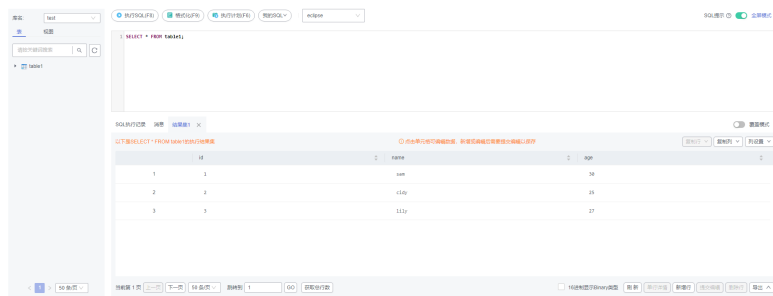 库名: test
执行SQL(F8) 格式化(F9) 执行计划(F6) 我的SQL eclipse
SQL提示 全屏模式
表 视图
1 SELECT * FROM table1;
table1
SQL执行记录 消息 结果集1 ×
覆盖模式
以下是SELECT * FROM table1的执行结果集
点击单元格可编辑数据，新增或编辑后需要提交编辑以保存
复制行 复制列 列设置
id name age
1 1 sam 30
2 2 cidy 25
3 3 lily 27
1 50 条/页
当前第 1 页 上一页 下一页 50 条/页 跳转到 1 GO 获取总行数
16进制显示Binary类型 刷 新 单行详情 新增行 提交编辑 删除行 导出